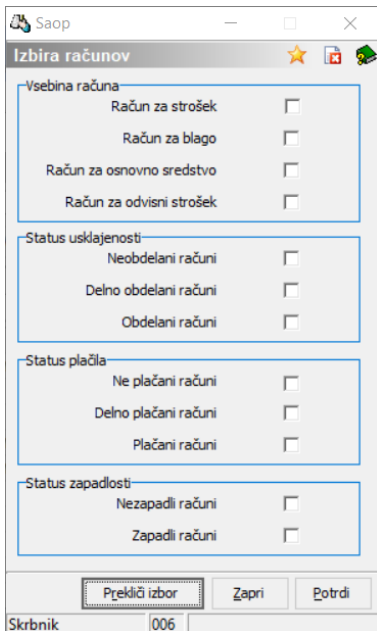 Saop
Izbira računov
Vsebina računa
Račun za strošek
Račun za blago
Račun za osnovno sredstvo
Račun za odvisni strošek
Status usklajenosti
Neobdelani računi
Delno obdelani računi
Obdelani računi
Status plačila
Ne plačani računi
Delno plačani računi
Plačani računi
Status zapadlosti
Nezapadli računi
Zapadli računi
Prekliči izbor Zapri Potrdi
Skrbnik 006